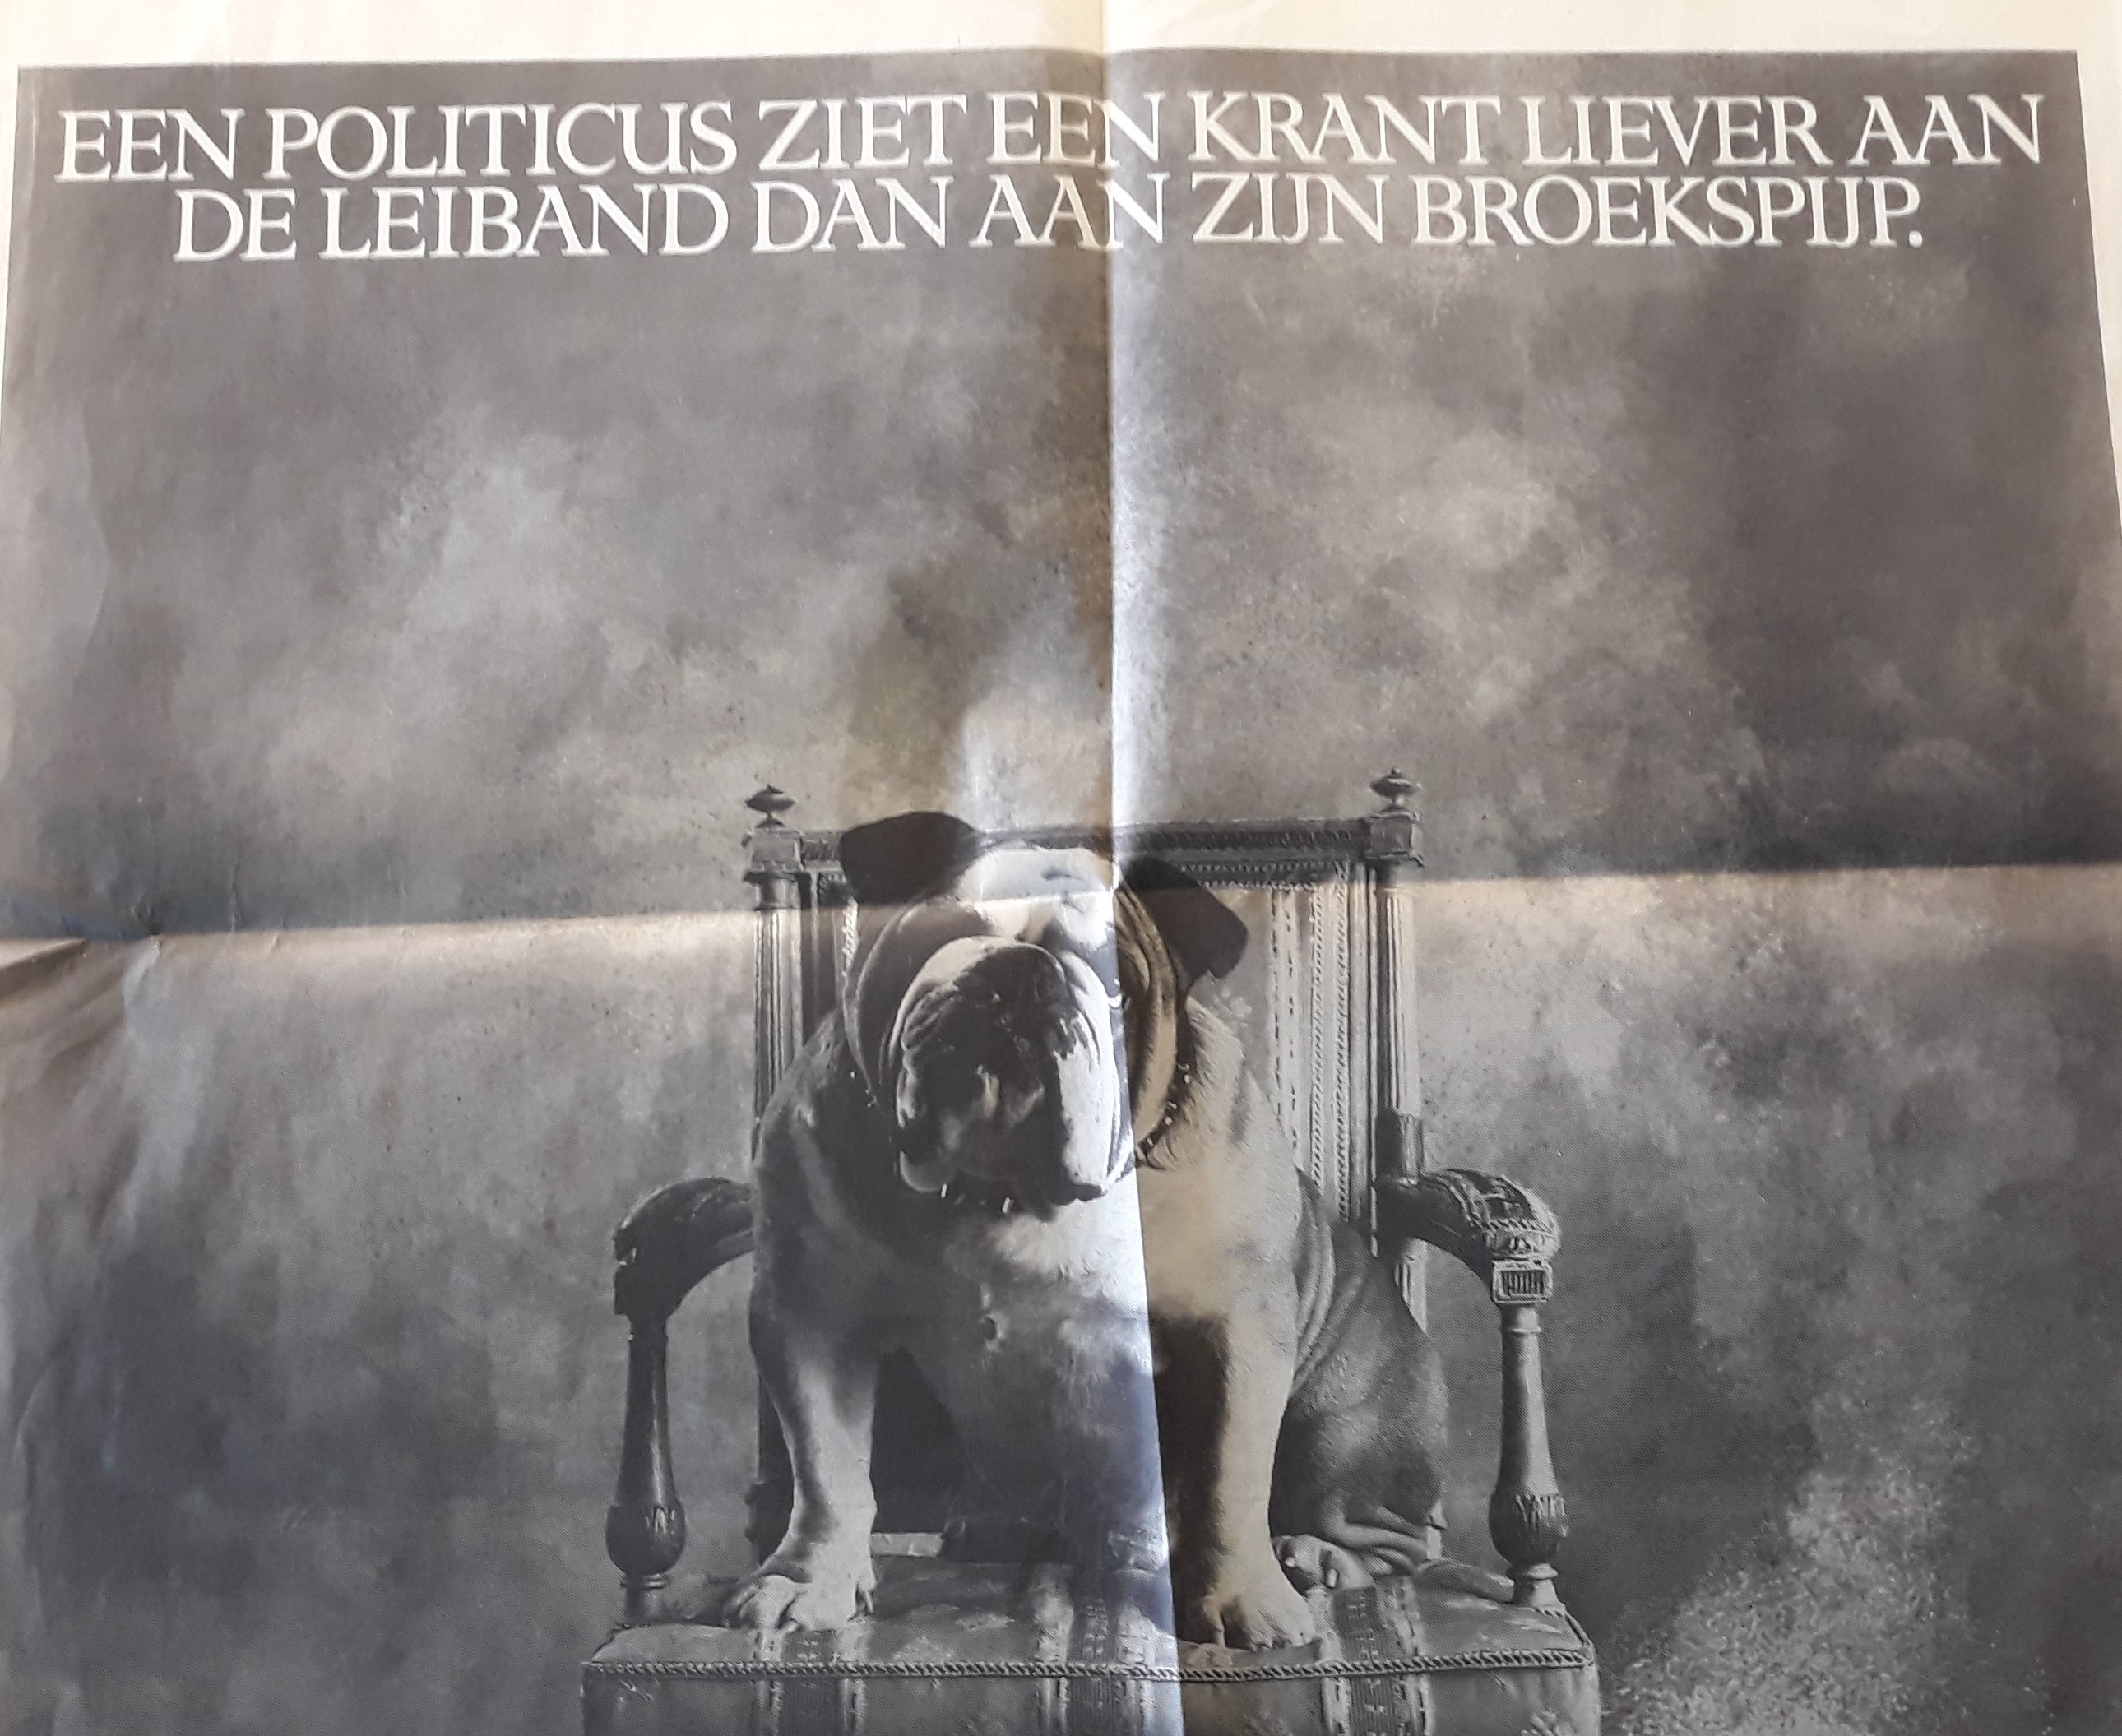 EEN POLITICUS ZIET EEN KRANT LIEVER AAN
DE LEIBAND DAN AAN ZIJN BROEKSPIJP.